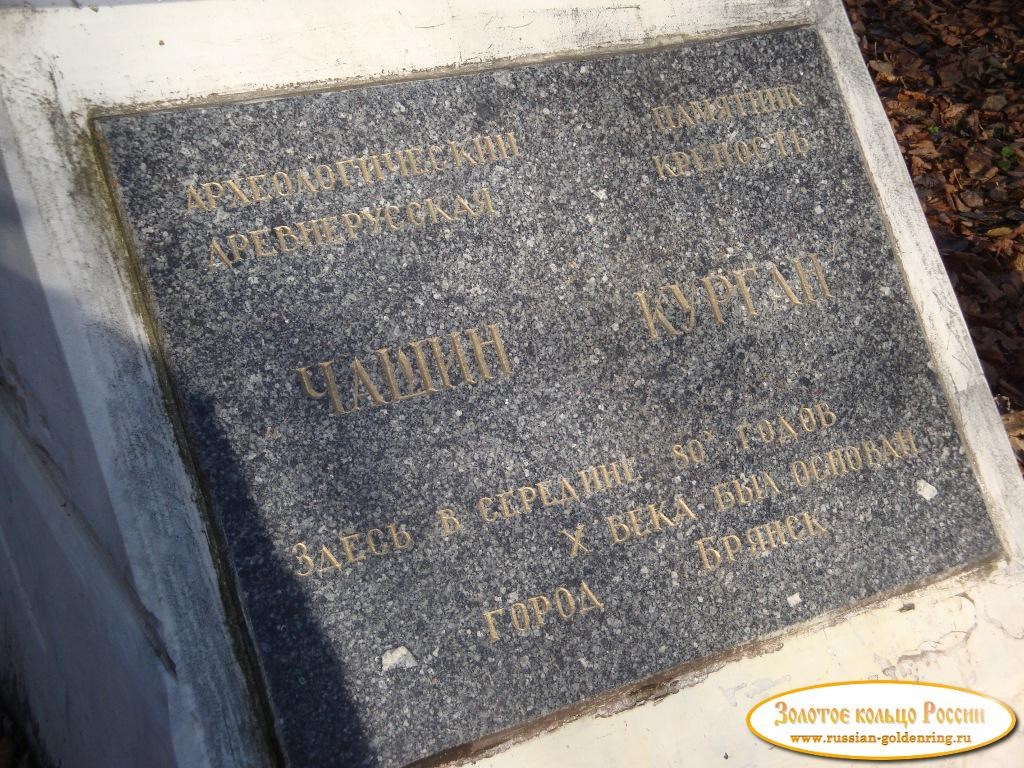 АРХЕОЛОГИЧЕСКИЙ ПАМЯТНИК
ДРЕВНЕРУССКАЯ КРЕПОСТЬ
ЧАШИН КУРГАН
ЗДЕСЬ В СЕРЕДИНЕ 80х ГОДОВ
X ВЕКА БЫЛ ОСНОВАН
ГОРОД БРЯНСК
Золотое кольцо России
www.russian-goldenring.ru